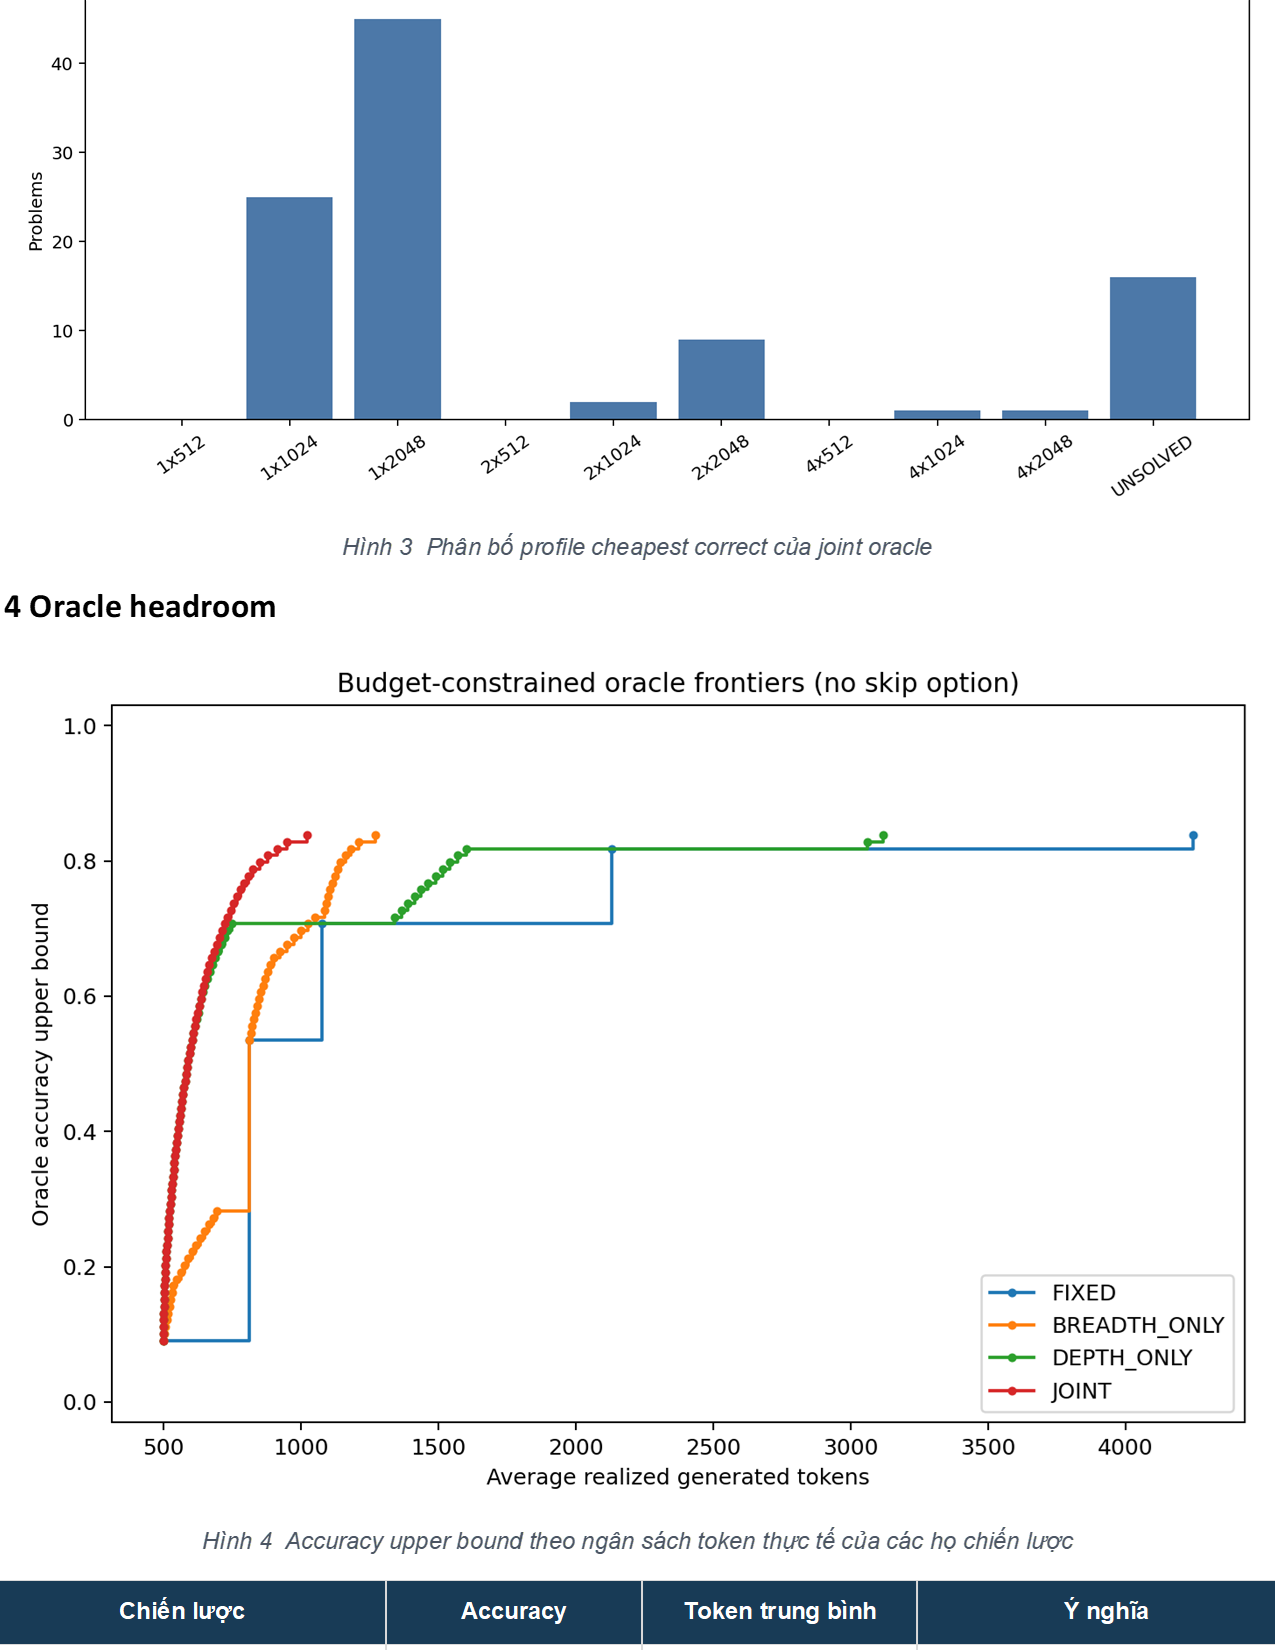 40
30
20
10
0
Problems
1x512 1x1024 1x2048 2x512 2x1024 2x2048 4x512 4x1024 4x2048 UNSOLVED
Hình 3 Phân bố profile cheapest correct của joint oracle
4 Oracle headroom
Budget-constrained oracle frontiers (no skip option)
1.0
0.8
0.6
0.4
0.2
0.0
Oracle accuracy upper bound
FIXED
BREADTH_ONLY
DEPTH_ONLY
JOINT
500 1000 1500 2000 2500 3000 3500 4000
Average realized generated tokens
Hình 4 Accuracy upper bound theo ngân sách token thực tế của các họ chiến lược
Chiến lược Accuracy Token trung bình Ý nghĩa